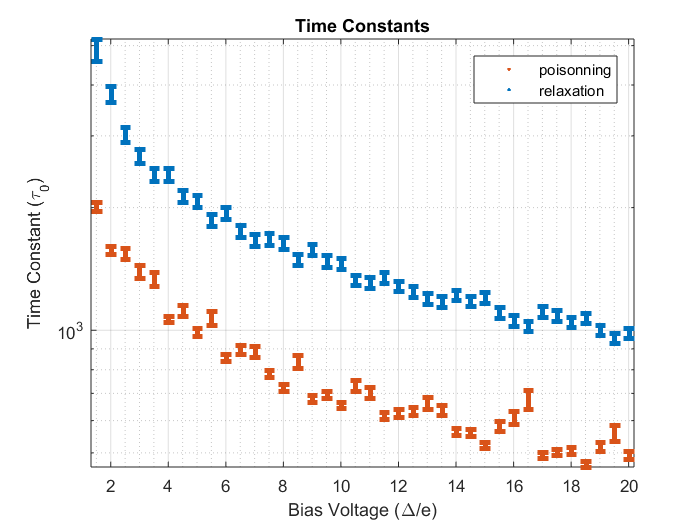 Time Constants
poisonning
relaxation
Time Constant (τ₀)
10³
2 4 6 8 10 12 14 16 18 20
Bias Voltage (Δ/e)